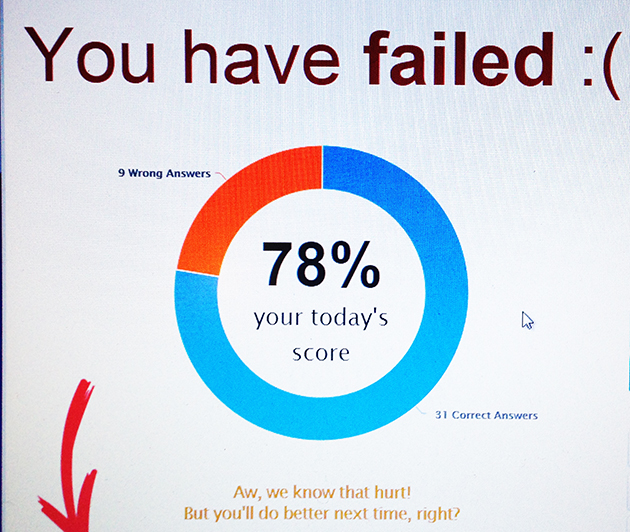 You have failed :(
9 Wrong Answers
78%
your today's
score
31 Correct Answers
Aw, we know that hurt!
But you'll do better next time, right?